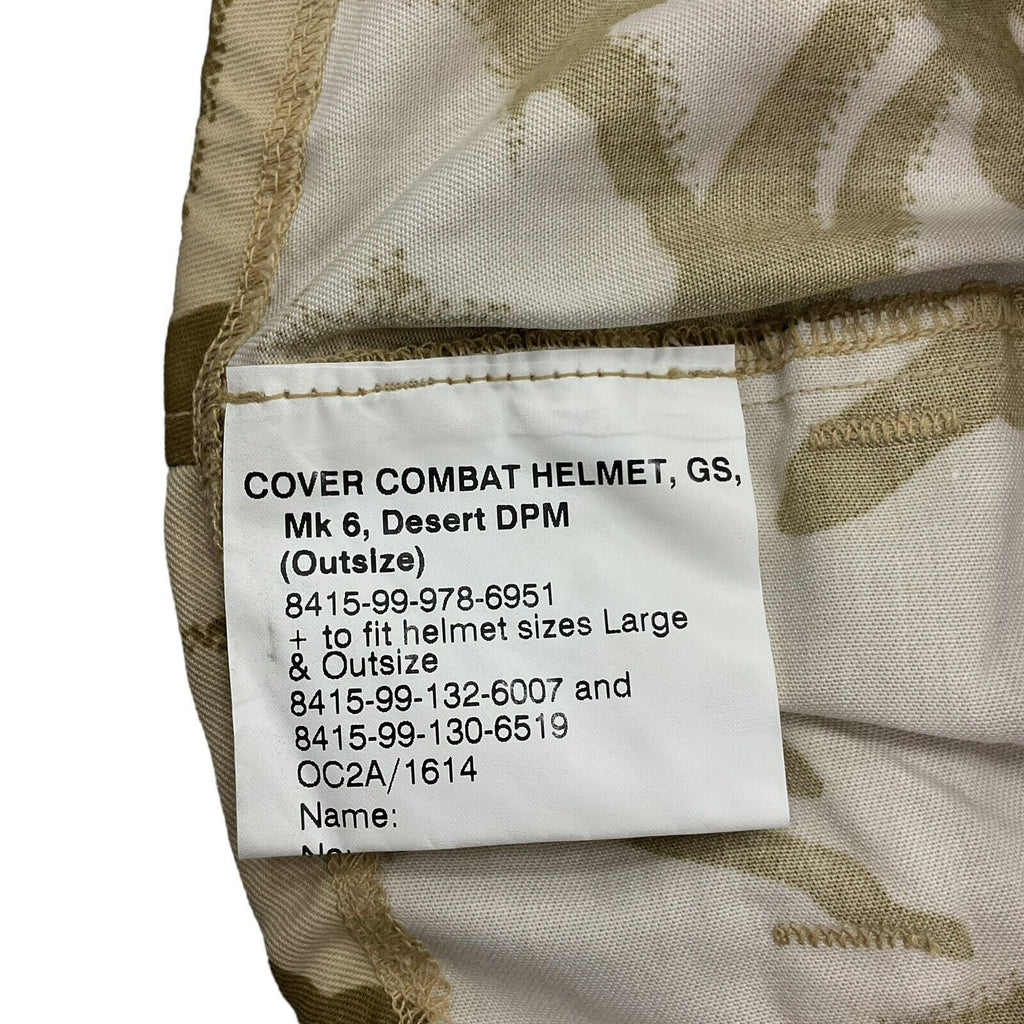 COVER COMBAT HELMET, GS,
Mk 6, Desert DPM
(Outsize)
8415-99-978-6951
+ to fit helmet sizes Large
& Outsize
8415-99-132-6007 and
8415-99-130-6519
OC2A/1614
Name:
No: